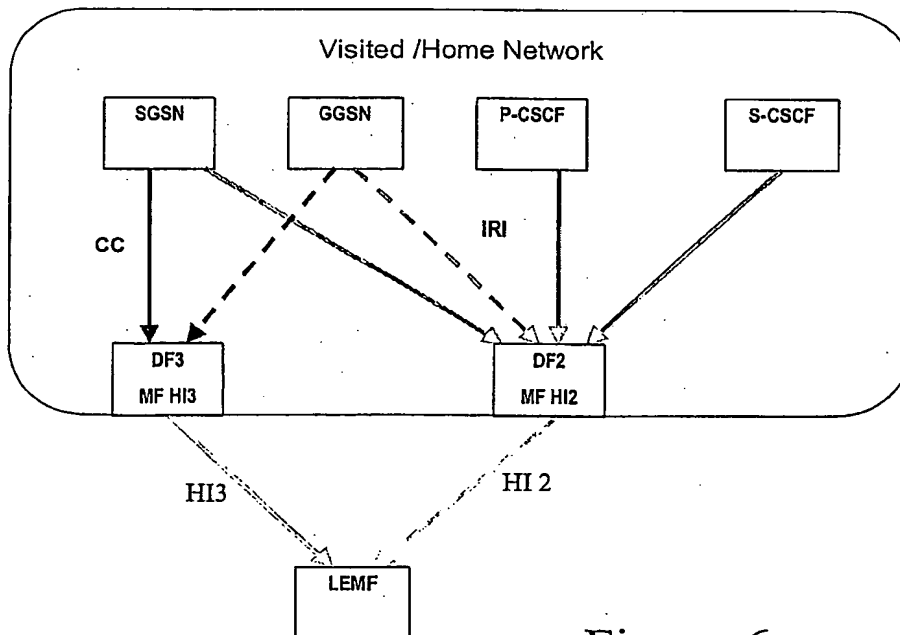 Visited /Home Network
SGSN
GGSN
P-CSCF
S-CSCF
CC
IRI
DF3
MF HI3
DF2
MF HI2
HI3
HI 2
LEMF